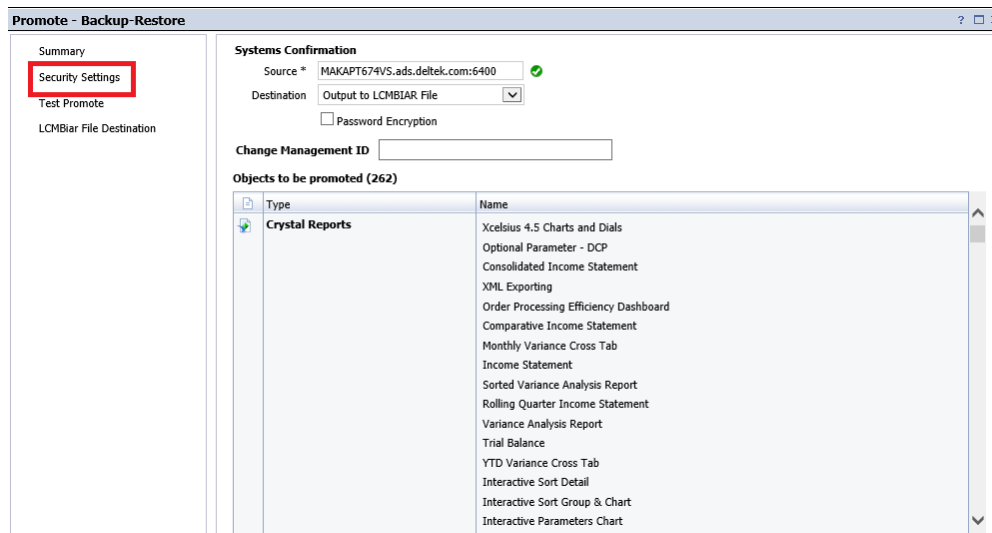 Promote - Backup-Restore ?
Summary
Security Settings
Test Promote
LCMBiar File Destination
Systems Confirmation
Source * MAKAPT674VS.ads.deltek.com:6400
Destination Output to LCMBIAR File
Password Encryption
Change Management ID
Objects to be promoted (262)
Type Name
Crystal Reports Xcelsius 4.5 Charts and Dials
Optional Parameter - DCP
Consolidated Income Statement
XML Exporting
Order Processing Efficiency Dashboard
Comparative Income Statement
Monthly Variance Cross Tab
Income Statement
Sorted Variance Analysis Report
Rolling Quarter Income Statement
Variance Analysis Report
Trial Balance
YTD Variance Cross Tab
Interactive Sort Detail
Interactive Sort Group & Chart
Interactive Parameters Chart